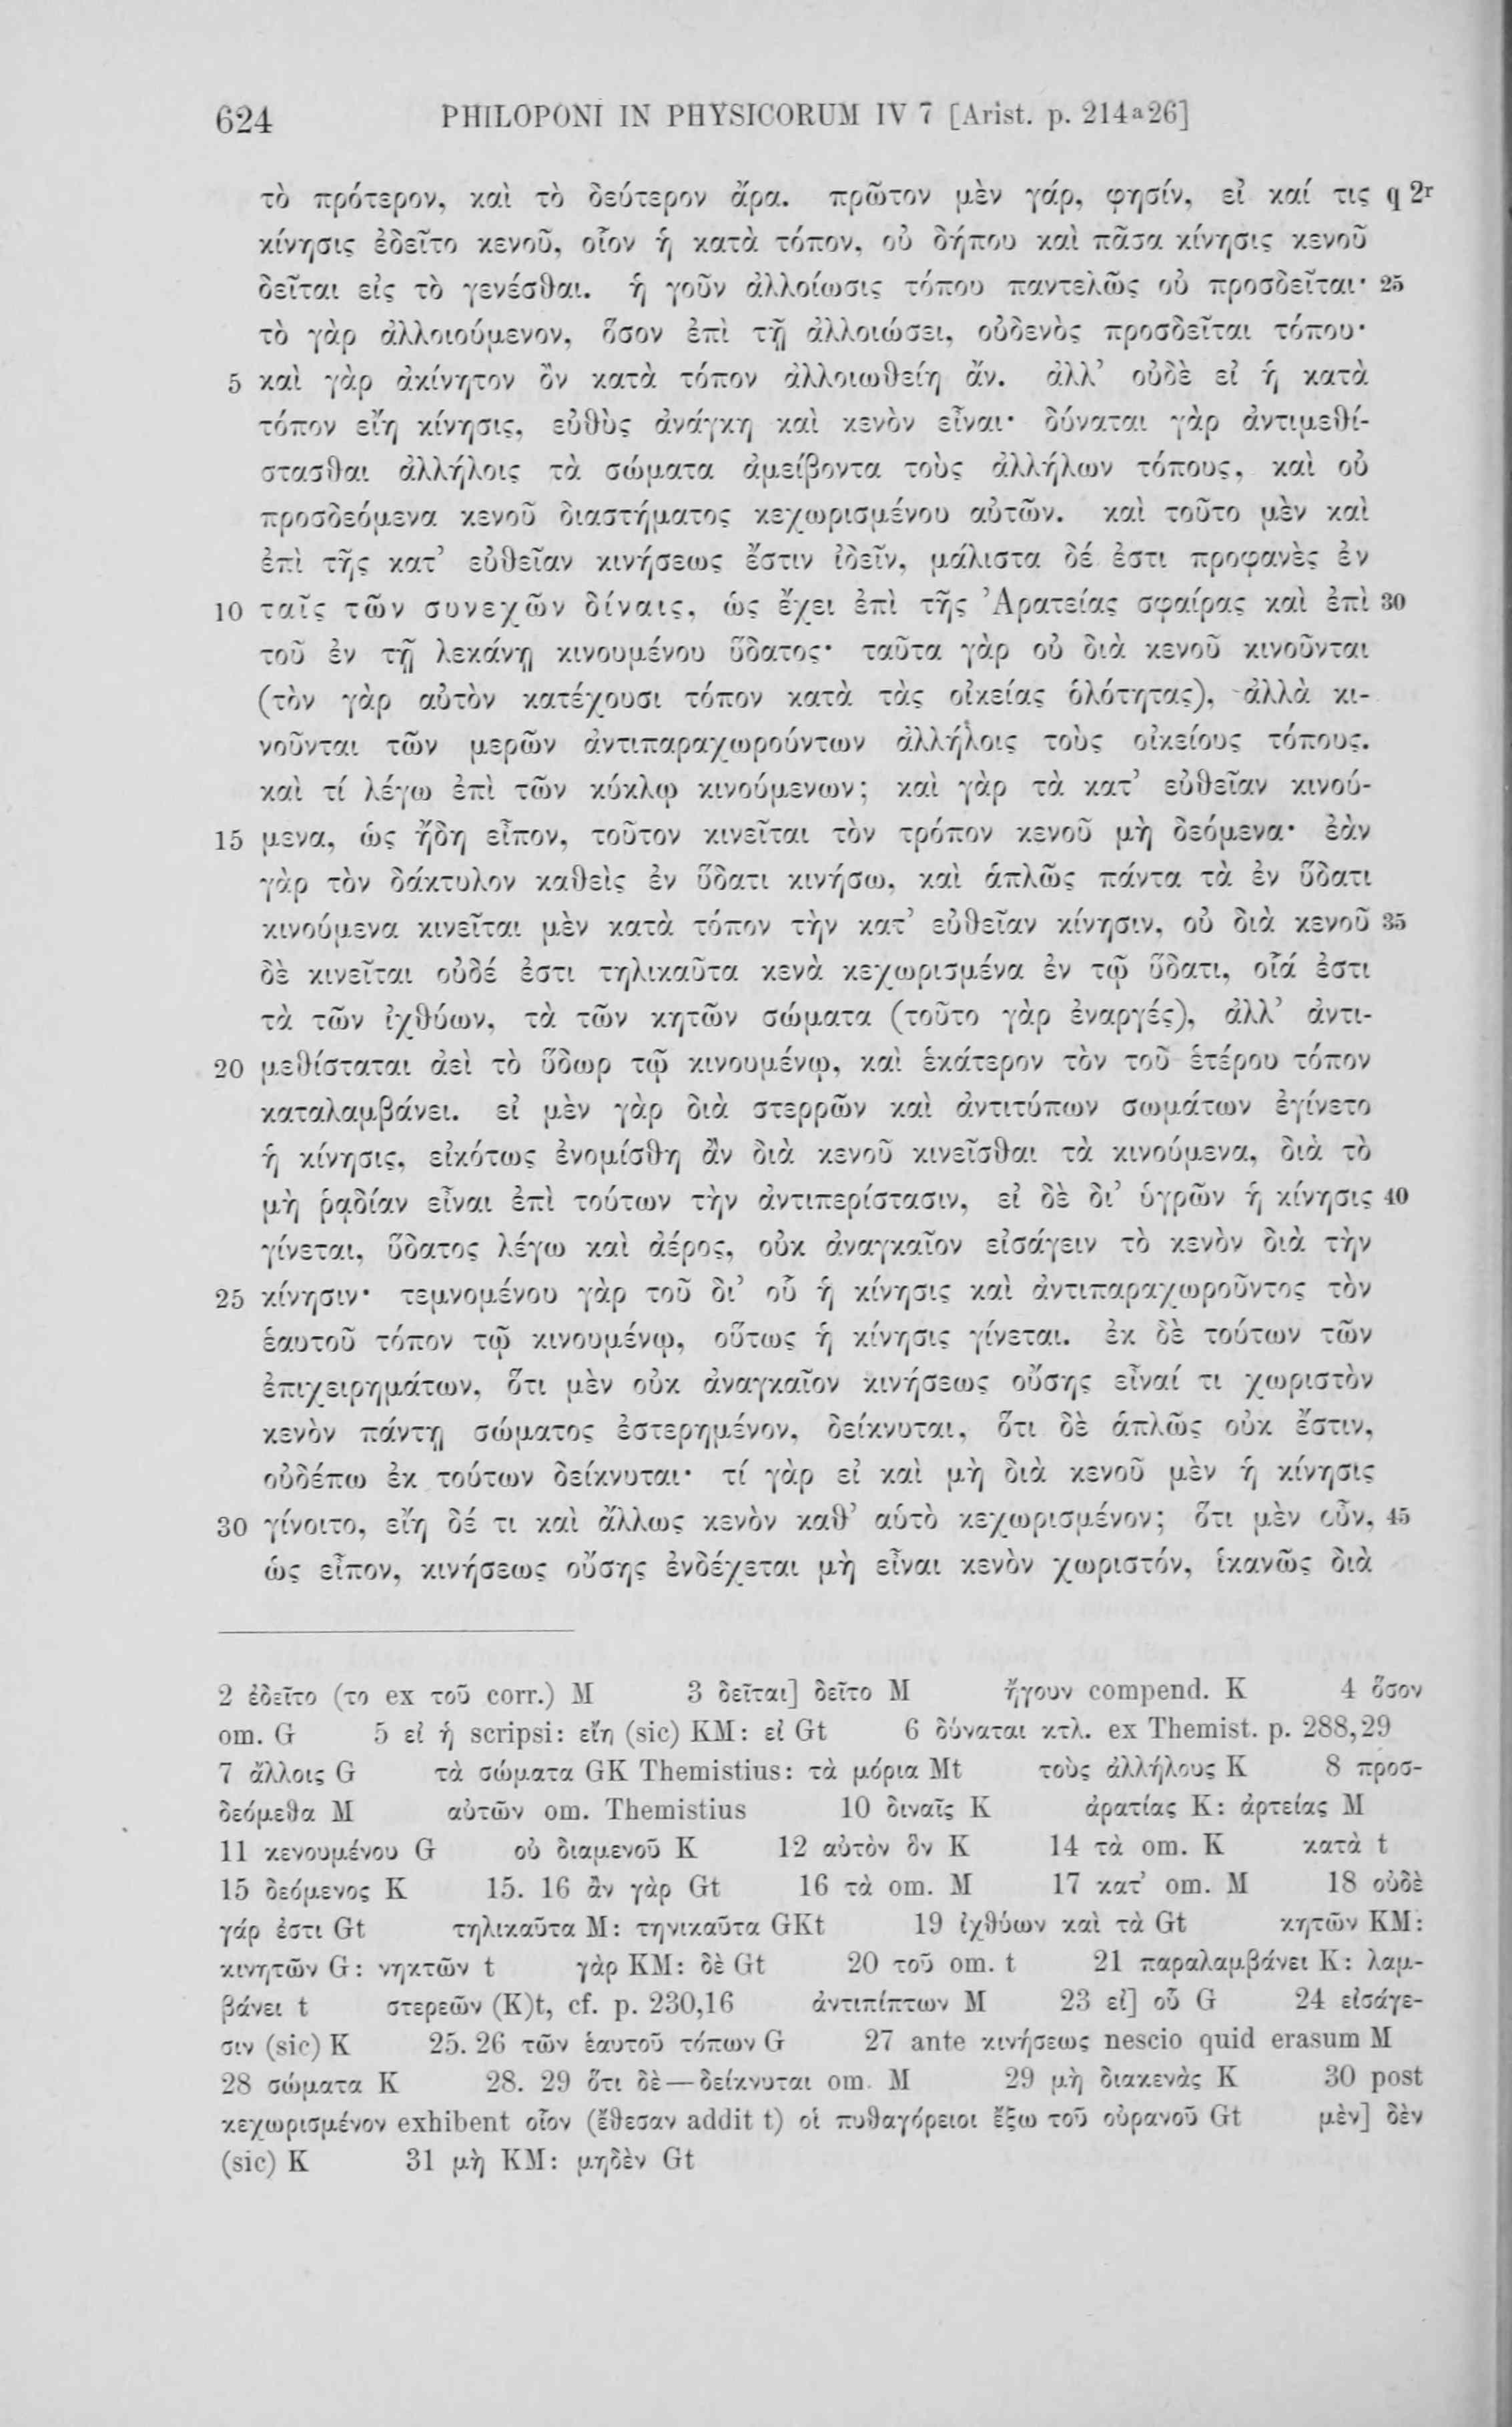 624 PHILOPONI IN PHYSICORUM IV 7 [Arist. p. 214a26]
τὸ πρότερον, καὶ τὸ δεύτερον ἄρα. πρῶτον μὲν γάρ, φησίν, εἰ καί τις q 2r
κίνησις ἐδεῖτο κενοῦ, οἷον ἡ κατὰ τόπον, οὐ δήπου καὶ πᾶσα κίνησις κενοῦ
δεῖται εἰς τὸ γενέσθαι. ἡ γοῦν ἀλλοίωσις τόπου παντελῶς οὐ προσδεῖται· 25
τὸ γὰρ ἀλλοιούμενον, ὅσον ἐπὶ τῇ ἀλλοιώσει, οὐδενὸς προσδεῖται τόπου·
5 καὶ γὰρ ἀκίνητον ὂν κατὰ τόπον ἀλλοιωθείη ἄν. ἀλλ’ οὐδὲ εἰ ἡ κατὰ
τόπον εἴη κίνησις, εὐθὺς ἀνάγκη καὶ κενὸν εἶναι· δύναται γὰρ ἀντιμεθί-
στασθαι ἀλλήλοις τὰ σώματα ἀμείβοντα τοὺς ἀλλήλων τόπους, καὶ οὐ
προσδεόμενα κενοῦ διαστήματος κεχωρισμένου αὐτῶν. καὶ τοῦτο μὲν καὶ
ἐπὶ τῆς κατ’ εὐθεῖαν κινήσεως ἔστιν ἰδεῖν, μάλιστα δέ ἐστι προφανὲς ἐν
10 ταῖς τῶν συνεχῶν δίναις, ὡς ἔχει ἐπὶ τῆς Ἀρατείας σφαίρας καὶ ἐπὶ 30
τοῦ ἐν τῇ λεκάνῃ κινουμένου ὕδατος· ταῦτα γὰρ οὐ διὰ κενοῦ κινοῦνται
(τὸν γὰρ αὐτὸν κατέχουσι τόπον κατὰ τὰς οἰκείας ὁλότητας), ἀλλὰ κι-
νοῦνται τῶν μερῶν ἀντιπαραχωρούντων ἀλλήλοις τοὺς οἰκείους τόπους.
καὶ τί λέγω ἐπὶ τῶν κύκλῳ κινούμενων; καὶ γὰρ τὰ κατ’ εὐθεῖαν κινού-
15 μενα, ὡς ἤδη εἶπον, τοῦτον κινεῖται τὸν τρόπον κενοῦ μὴ δεόμενα· ἐὰν
γὰρ τὸν δάκτυλον καθεὶς ἐν ὕδατι κινήσω, καὶ ἁπλῶς πάντα τὰ ἐν ὕδατι
κινούμενα κινεῖται μὲν κατὰ τόπον τὴν κατ’ εὐθεῖαν κίνησιν, οὐ διὰ κενοῦ 35
δὲ κινεῖται οὐδέ ἐστι τηλικαῦτα κενὰ κεχωρισμένα ἐν τῷ ὕδατι, οἷά ἐστι
τὰ τῶν ἰχθύων, τὰ τῶν κητῶν σώματα (τοῦτο γὰρ ἐναργές), ἀλλ’ ἀντι-
20 μεθίσταται ἀεὶ τὸ ὕδωρ τῷ κινουμένῳ, καὶ ἑκάτερον τὸν τοῦ ἑτέρου τόπον
καταλαμβάνει. εἰ μὲν γὰρ διὰ στερρῶν καὶ ἀντιτύπων σωμάτων ἐγίνετο
ἡ κίνησις, εἰκότως ἐνομίσθη ἂν διὰ κενοῦ κινεῖσθαι τὰ κινούμενα, διὰ τὸ
μὴ ῥᾳδίαν εἶναι ἐπὶ τούτων τὴν ἀντιπερίστασιν, εἰ δὲ δι’ ὑγρῶν ἡ κίνησις 40
γίνεται, ὕδατος λέγω καὶ ἀέρος, οὐκ ἀναγκαῖον εἰσάγειν τὸ κενὸν διὰ τὴν
25 κίνησιν· τεμνομένου γὰρ τοῦ δι’ οὗ ἡ κίνησις καὶ ἀντιπαραχωροῦντος τὸν
ἑαυτοῦ τόπον τῷ κινουμένῳ, οὕτως ἡ κίνησις γίνεται. ἐκ δὲ τούτων τῶν
ἐπιχειρημάτων, ὅτι μὲν οὐκ ἀναγκαῖον κινήσεως οὔσης εἶναί τι χωριστὸν
κενὸν πάντῃ σώματος ἐστερημένον, δείκνυται, ὅτι δὲ ἁπλῶς οὐκ ἔστιν,
οὐδέπω ἐκ τούτων δείκνυται· τί γὰρ εἰ καὶ μὴ διὰ κενοῦ μὲν ἡ κίνησις
30 γίνοιτο, εἴη δέ τι καὶ ἄλλως κενὸν καθ’ αὑτὸ κεχωρισμένον; ὅτι μὲν οὖν, 45
ὡς εἶπον, κινήσεως οὔσης ἐνδέχεται μὴ εἶναι κενὸν χωριστόν, ἱκανῶς διὰ
2 ἐδεῖτο (το ex τοῦ corr.) M 3 δεῖται] δεῖτο M ἤγουν compend. K 4 ὅσον
om. G 5 εἰ ἡ scripsi: εἴη (sic) KM: εἰ Gt 6 δύναται κτλ. ex Themist. p. 288,29
7 ἄλλοις G τὰ σώματα GK Themistius: τὰ μόρια Mt τοὺς ἀλλήλους K 8 προσ-
δεόμεθα M αὐτῶν om. Themistius 10 διναῖς K ἀρατίας K: ἀρτείας M
11 κενουμένου G οὐ διαμενοῦ K 12 αὐτὸν ὂν K 14 τὰ om. K κατὰ t
15 δεόμενος K 15. 16 ἂν γὰρ Gt 16 τὰ om. M 17 κατ’ om. M 18 οὐδὲ
γάρ ἐστι Gt τηλικαῦτα M: τηνικαῦτα GKt 19 ἰχθύων καὶ τὰ Gt κητῶν KM:
κινητῶν G: νηκτῶν t γὰρ KM: δὲ Gt 20 τοῦ om. t 21 παραλαμβάνει K: λαμ-
βάνει t στερεῶν (K)t, cf. p. 230,16 ἀντιπίπτων M 23 εἰ] οὗ G 24 εἰσάγε-
σιν (sic) K 25. 26 τῶν ἑαυτοῦ τόπων G 27 ante κινήσεως nescio quid erasum M
28 σώματα K 28. 29 ὅτι δὲ—δείκνυται om. M 29 μὴ διακενὰς K 30 post
κεχωρισμένον exhibent οἷον (ἔθεσαν addit t) οἱ πυθαγόρειοι ἔξω τοῦ οὐρανοῦ Gt μὲν] δὲν
(sic) K 31 μὴ KM: μηδὲν Gt